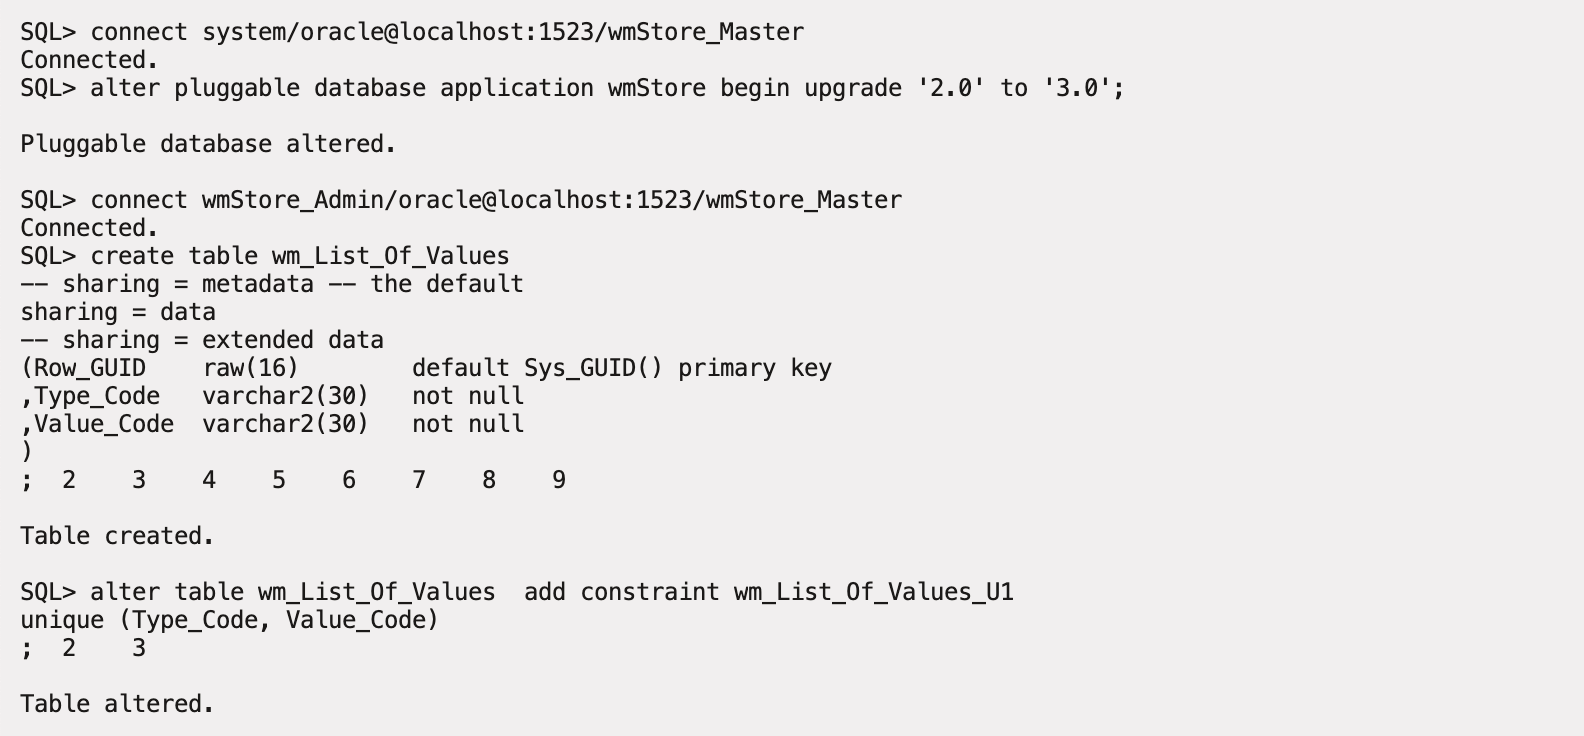 SQL> connect system/oracle@localhost:1523/wmStore_Master
Connected.
SQL> alter pluggable database application wmStore begin upgrade '2.0' to '3.0';
Pluggable database altered.
SQL> connect wmStore_Admin/oracle@localhost:1523/wmStore_Master
Connected.
SQL> create table wm_List_Of_Values
-- sharing = metadata -- the default
sharing = data
-- sharing = extended data
(Row_GUID    raw(16)        default Sys_GUID() primary key
,Type_Code   varchar2(30)   not null
,Value_Code  varchar2(30)   not null
)
;  2    3    4    5    6    7    8    9
Table created.
SQL> alter table wm_List_Of_Values  add constraint wm_List_Of_Values_U1
unique (Type_Code, Value_Code)
;  2    3
Table altered.